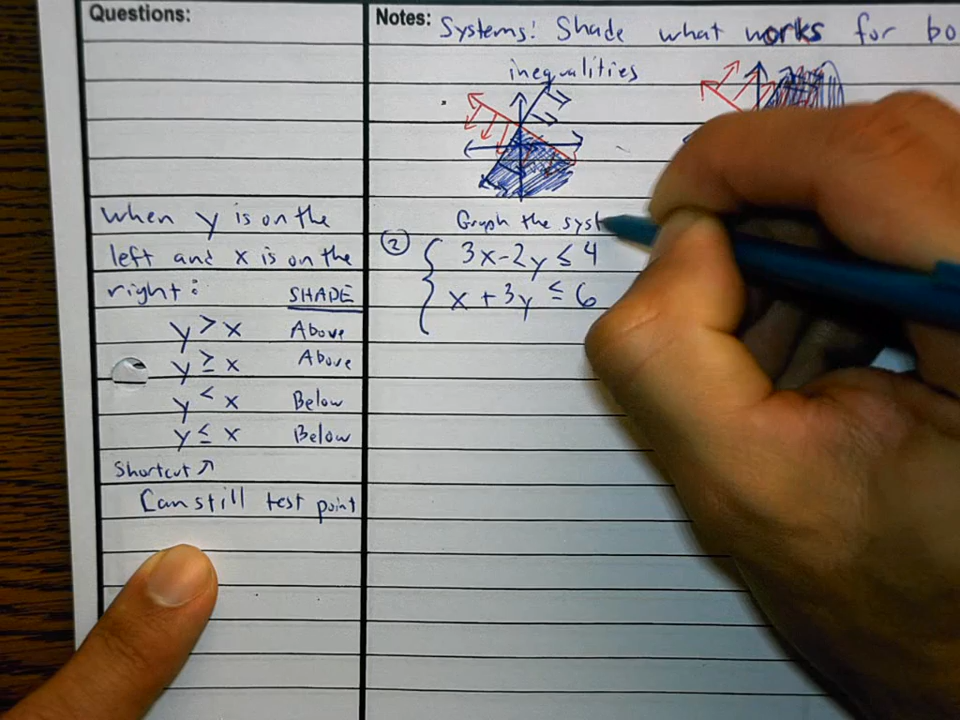 Questions:
Notes: Systems! Shade what works for bo
inequalities
when y is on the
left and x is on the
right: SHADE
y > x Above
y ≥ x Above
y < x Below
y ≤ x Below
Shortcut ↗
Can still test point
Graph the syst
② { 3x-2y ≤ 4
x + 3y ≤ 6